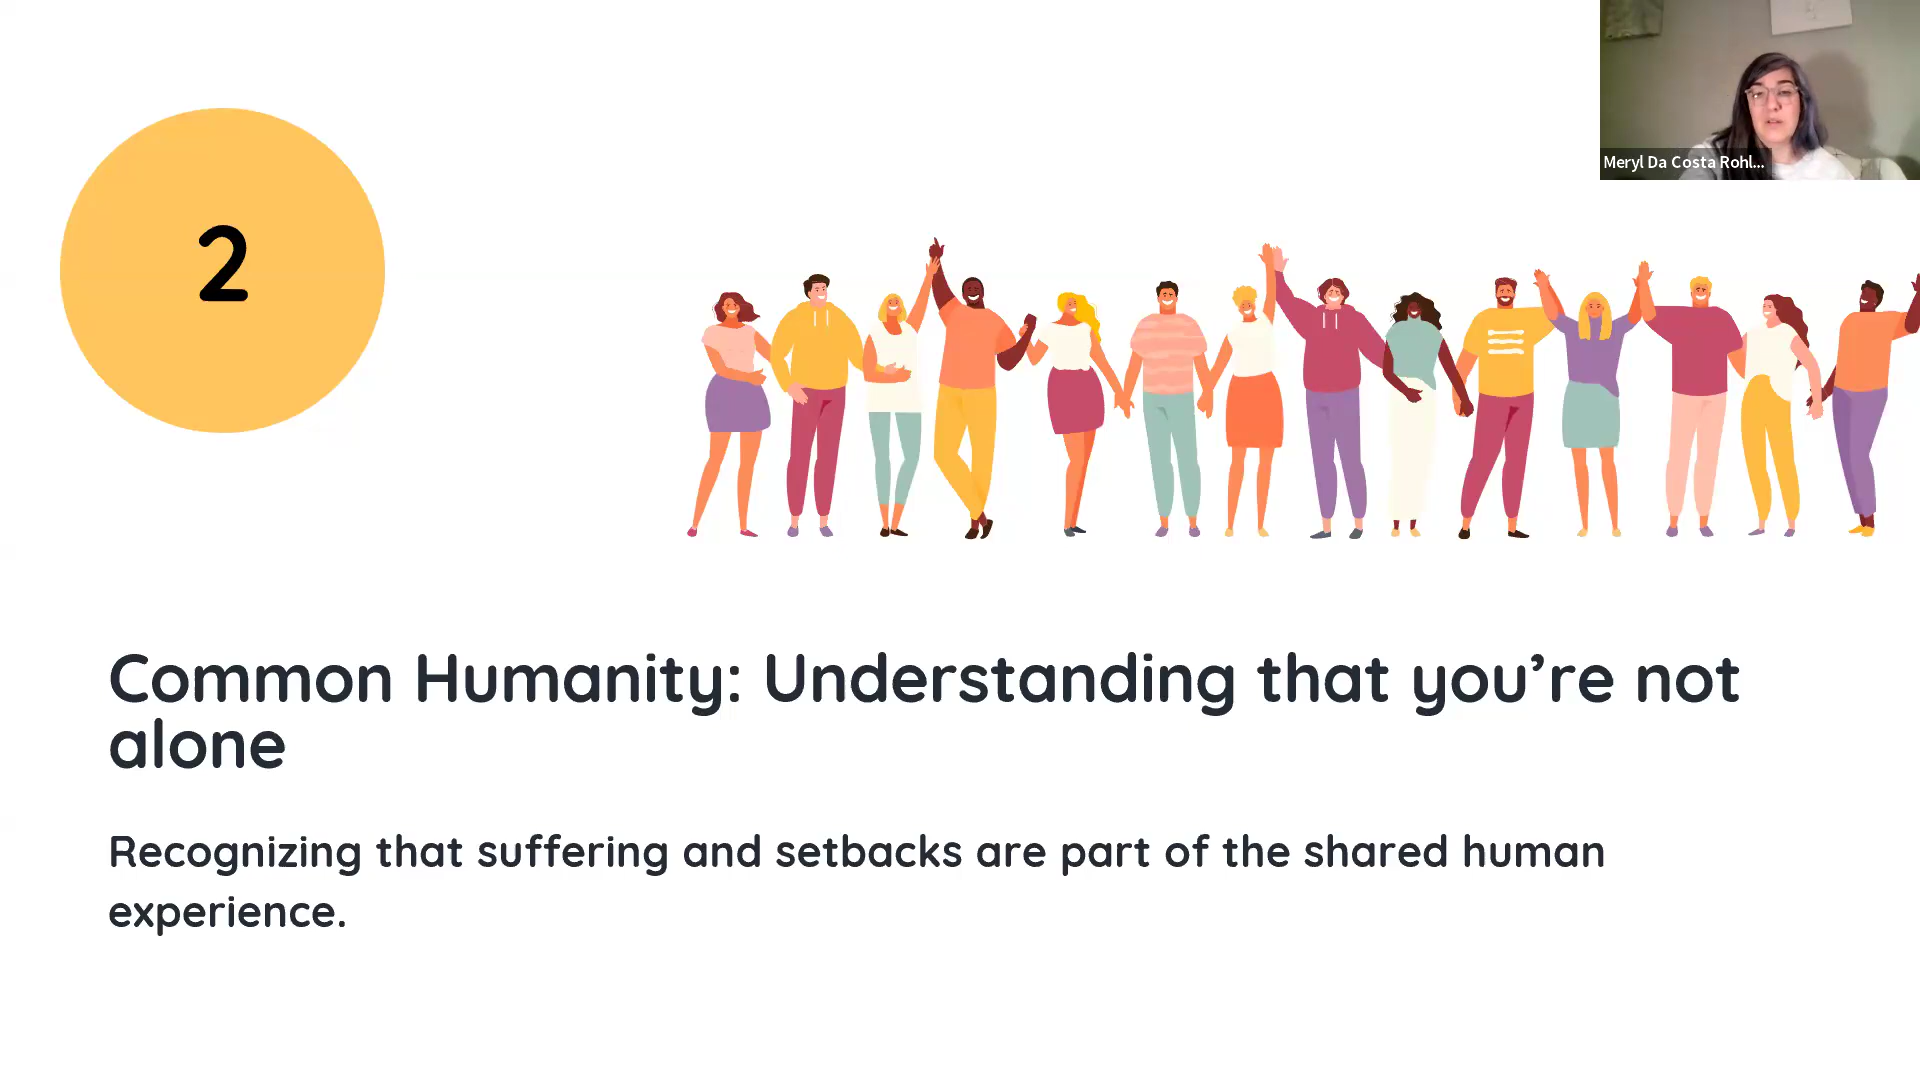 Meryl Da Costa Rohl...
2
Common Humanity: Understanding that you’re not
alone
Recognizing that suffering and setbacks are part of the shared human
experience.